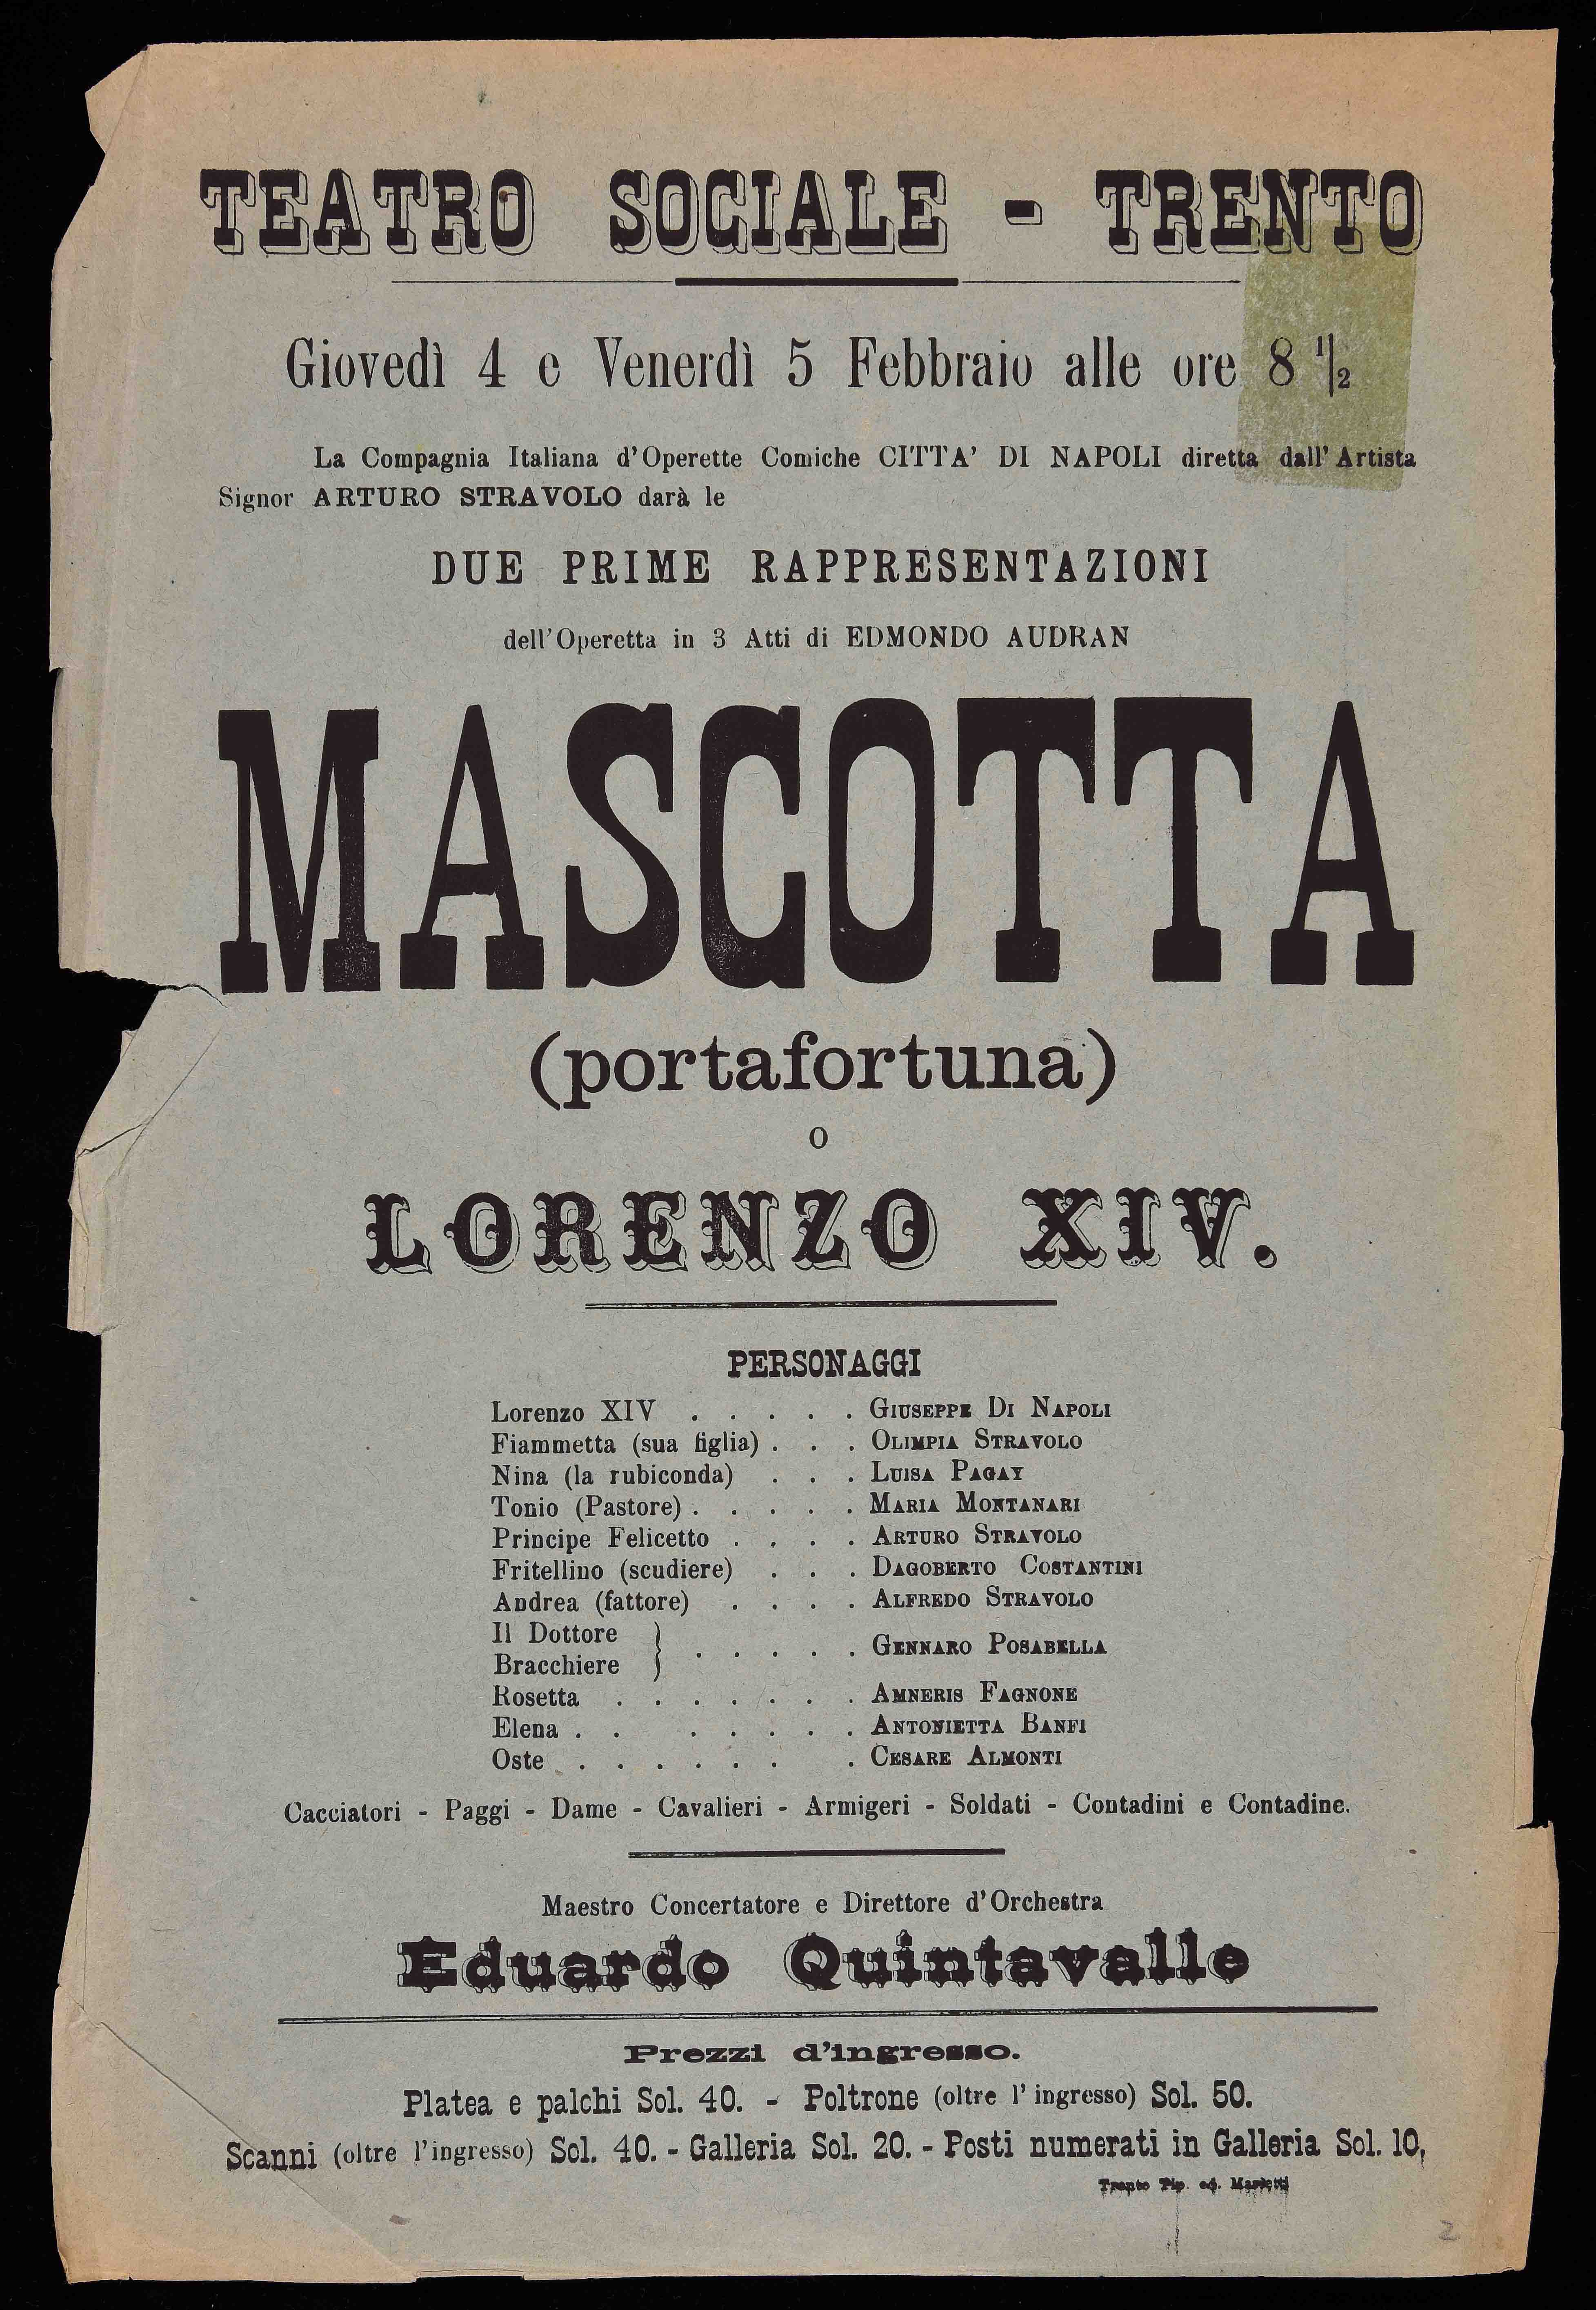 TEATRO SOCIALE - TRENTO
Giovedì 4 e Venerdì 5 Febbraio alle ore 8 1/2
La Compagnia Italiana d'Operette Comiche CITTA' DI NAPOLI diretta dall'Artista
Signor ARTURO STRAVOLO darà le
DUE PRIME RAPPRESENTAZIONI
dell'Operetta in 3 Atti di EDMONDO AUDRAN
MASCOTTA
(portafortuna)
o
LORENZO XIV.
PERSONAGGI
Lorenzo XIV . . . . . GIUSEPPE DI NAPOLI
Fiammetta (sua figlia) . . . OLIMPIA STRAVOLO
Nina (la rubiconda) . . . LUISA PAGAY
Tonio (Pastore) . . . . . MARIA MONTANARI
Principe Felicetto . . . . ARTURO STRAVOLO
Fritellino (scudiere) . . . DAGOBERTO COSTANTINI
Andrea (fattore) . . . . ALFREDO STRAVOLO
Il Dottore
Bracchiere } . . . . . GENNARO POSABELLA
Rosetta . . . . . . . AMNERIS FAGNONE
Elena . . . . . . . ANTONIETTA BANFI
Oste . . . . . . . CESARE ALMONTI
Cacciatori - Paggi - Dame - Cavalieri - Armigeri - Soldati - Contadini e Contadine.
Maestro Concertatore e Direttore d'Orchestra
Eduardo Quintavalle
Prezzi d'ingresso.
Platea e palchi Sol. 40. - Poltrone (oltre l'ingresso) Sol. 50.
Scanni (oltre l'ingresso) Sol. 40. - Galleria Sol. 20. - Posti numerati in Galleria Sol. 10,
Trento Tip. ed. Marietti
2